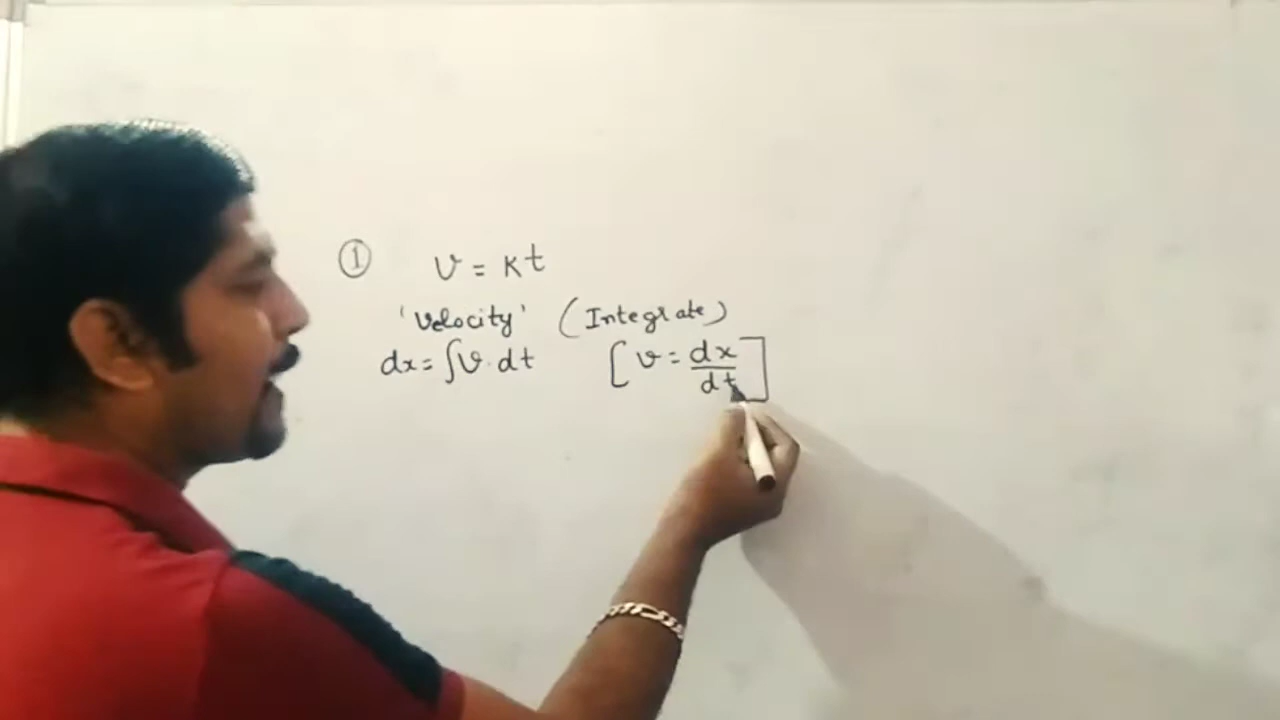 ① v = kt
'Velocity' (Integrate)
dx = ∫v·dt [v = dx/dt]